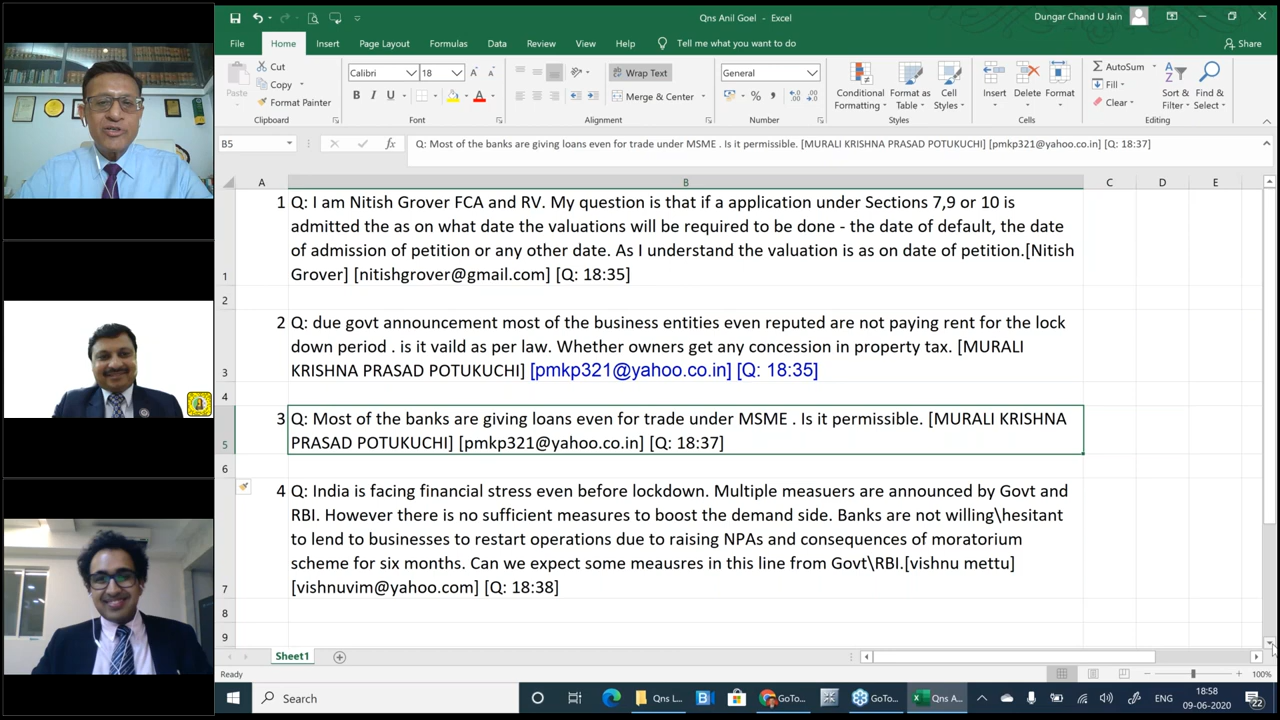 Qns Anil Goel - Excel
Dungar Chand U Jain
File Home Insert Page Layout Formulas Data Review View Help Tell me what you want to do Share
Paste Cut Copy Format Painter Clipboard
Calibri 18 B I U A Font
Wrap Text Merge & Center Alignment
General % Number
Conditional Formatting Format as Table Cell Styles Styles
Insert Delete Format Cells
AutoSum Fill Clear Sort & Filter Find & Select Editing
B5 fx Q: Most of the banks are giving loans even for trade under MSME . Is it permissible. [MURALI KRISHNA PRASAD POTUKUCHI] [pmkp321@yahoo.co.in] [Q: 18:37]
A B C D E
1 Q: I am Nitish Grover FCA and RV. My question is that if a application under Sections 7,9 or 10 is
admitted the as on what date the valuations will be required to be done - the date of default, the date
of admission of petition or any other date. As I understand the valuation is as on date of petition.[Nitish
1 Grover] [nitishgrover@gmail.com] [Q: 18:35]
2
2 Q: due govt announcement most of the business entities even reputed are not paying rent for the lock
down period . is it vaild as per law. Whether owners get any concession in property tax. [MURALI
3 KRISHNA PRASAD POTUKUCHI] [pmkp321@yahoo.co.in] [Q: 18:35]
4
3 Q: Most of the banks are giving loans even for trade under MSME . Is it permissible. [MURALI KRISHNA
5 PRASAD POTUKUCHI] [pmkp321@yahoo.co.in] [Q: 18:37]
6
4 Q: India is facing financial stress even before lockdown. Multiple measuers are announced by Govt and
RBI. However there is no sufficient measures to boost the demand side. Banks are not willing\hesitant
to lend to businesses to restart operations due to raising NPAs and consequences of moratorium
scheme for six months. Can we expect some meausres in this line from Govt\RBI.[vishnu mettu]
7 [vishnuvim@yahoo.com] [Q: 18:38]
8
9
Sheet1
Ready 100%
Search Qns L... GoTo... GoTo... Qns A... ENG 18:58
09-06-2020 22